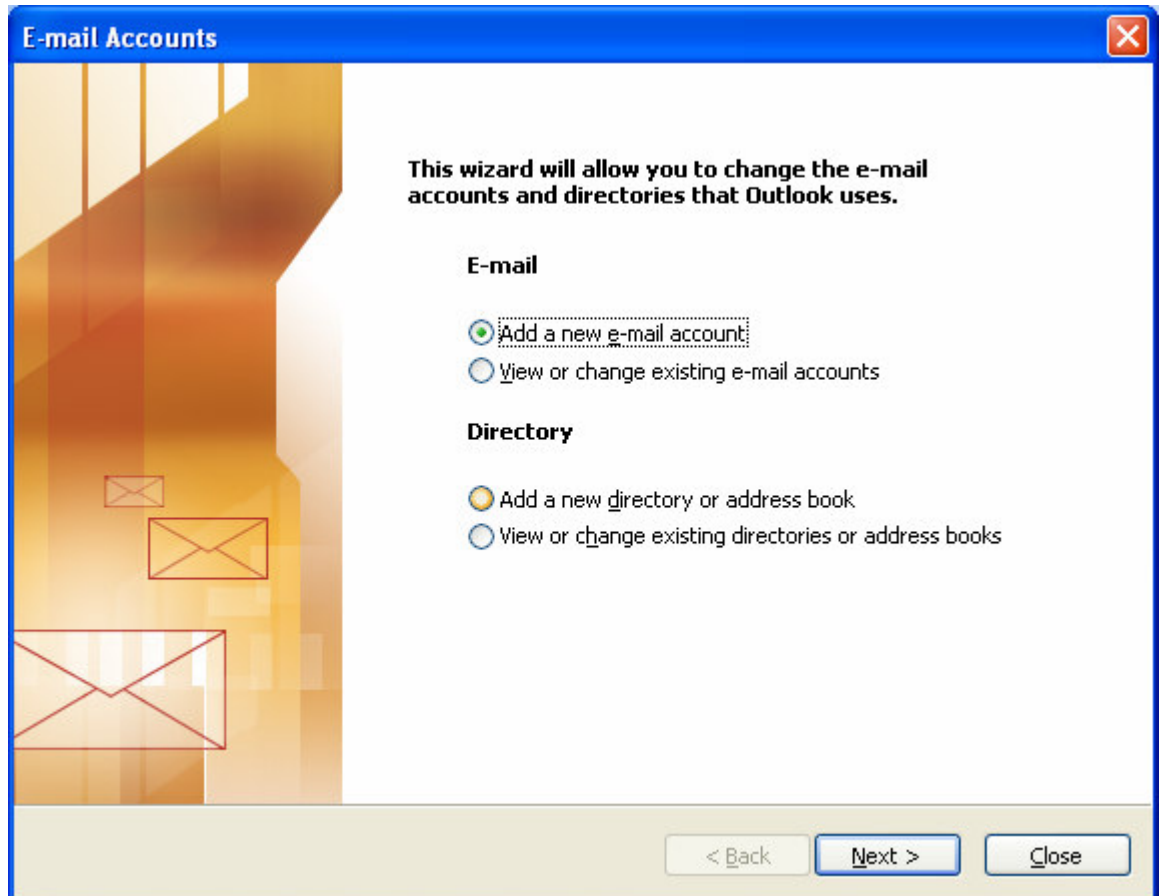 E-mail Accounts
This wizard will allow you to change the e-mail
accounts and directories that Outlook uses.
E-mail
Add a new e-mail account
View or change existing e-mail accounts
Directory
Add a new directory or address book
View or change existing directories or address books
< Back Next > Close